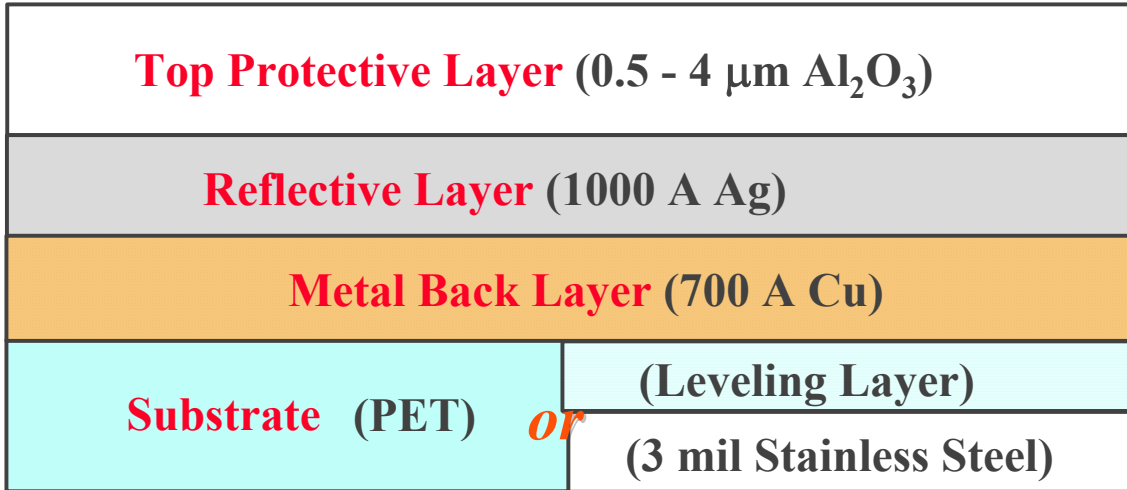 Top Protective Layer (0.5 - 4 μm Al₂O₃)
Reflective Layer (1000 A Ag)
Metal Back Layer (700 A Cu)
Substrate (PET) or
(Leveling Layer)
(3 mil Stainless Steel)